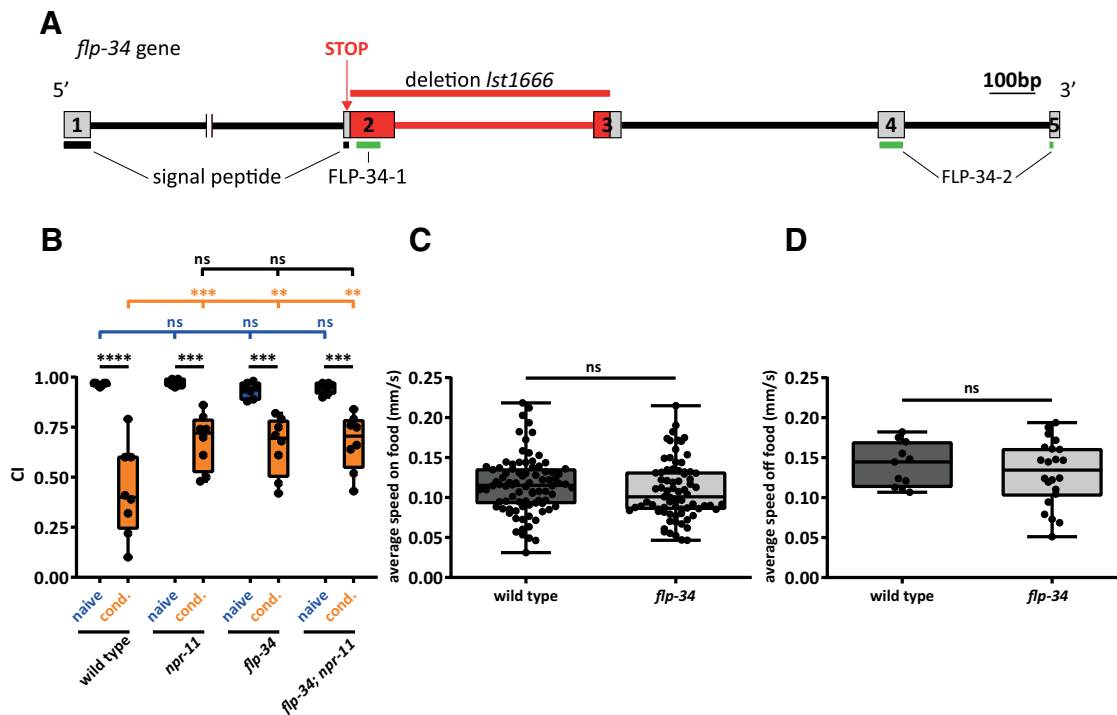 A
flp-34 gene
STOP
deletion lst1666
100bp
5’
3’
1
2
3
4
5
signal peptide
FLP-34-1
FLP-34-2
B
ns
ns
***
**
**
ns
ns
ns
****
***
***
***
CI
1.00
0.75
0.50
0.25
0.00
naive
cond.
naive
cond.
naive
cond.
naive
cond.
wild type
npr-11
flp-34
flp-34; npr-11
C
ns
average speed on food (mm/s)
0.25
0.20
0.15
0.10
0.05
0.00
wild type
flp-34
D
ns
average speed off food (mm/s)
0.25
0.20
0.15
0.10
0.05
0.00
wild type
flp-34